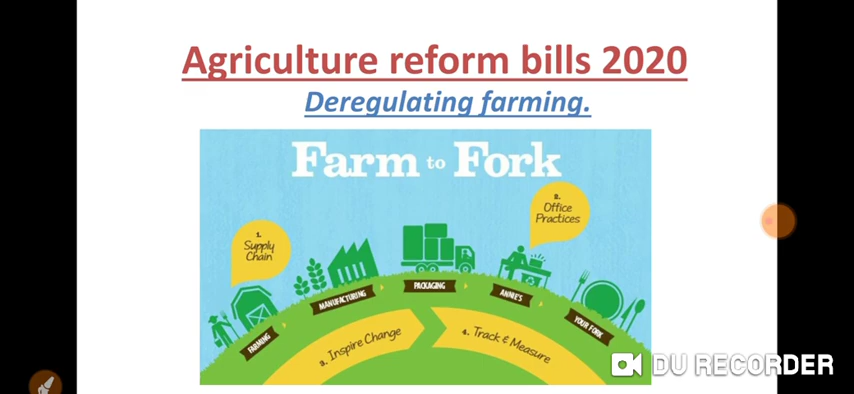 Agriculture reform bills 2020
Deregulating farming.
Farm to Fork
2.
Office
Practices
1.
Supply
Chain
FARMING
MANUFACTURING
PACKAGING
ANNIE'S
YOUR FORK
3. Inspire Change
4. Track & Measure
DU RECORDER